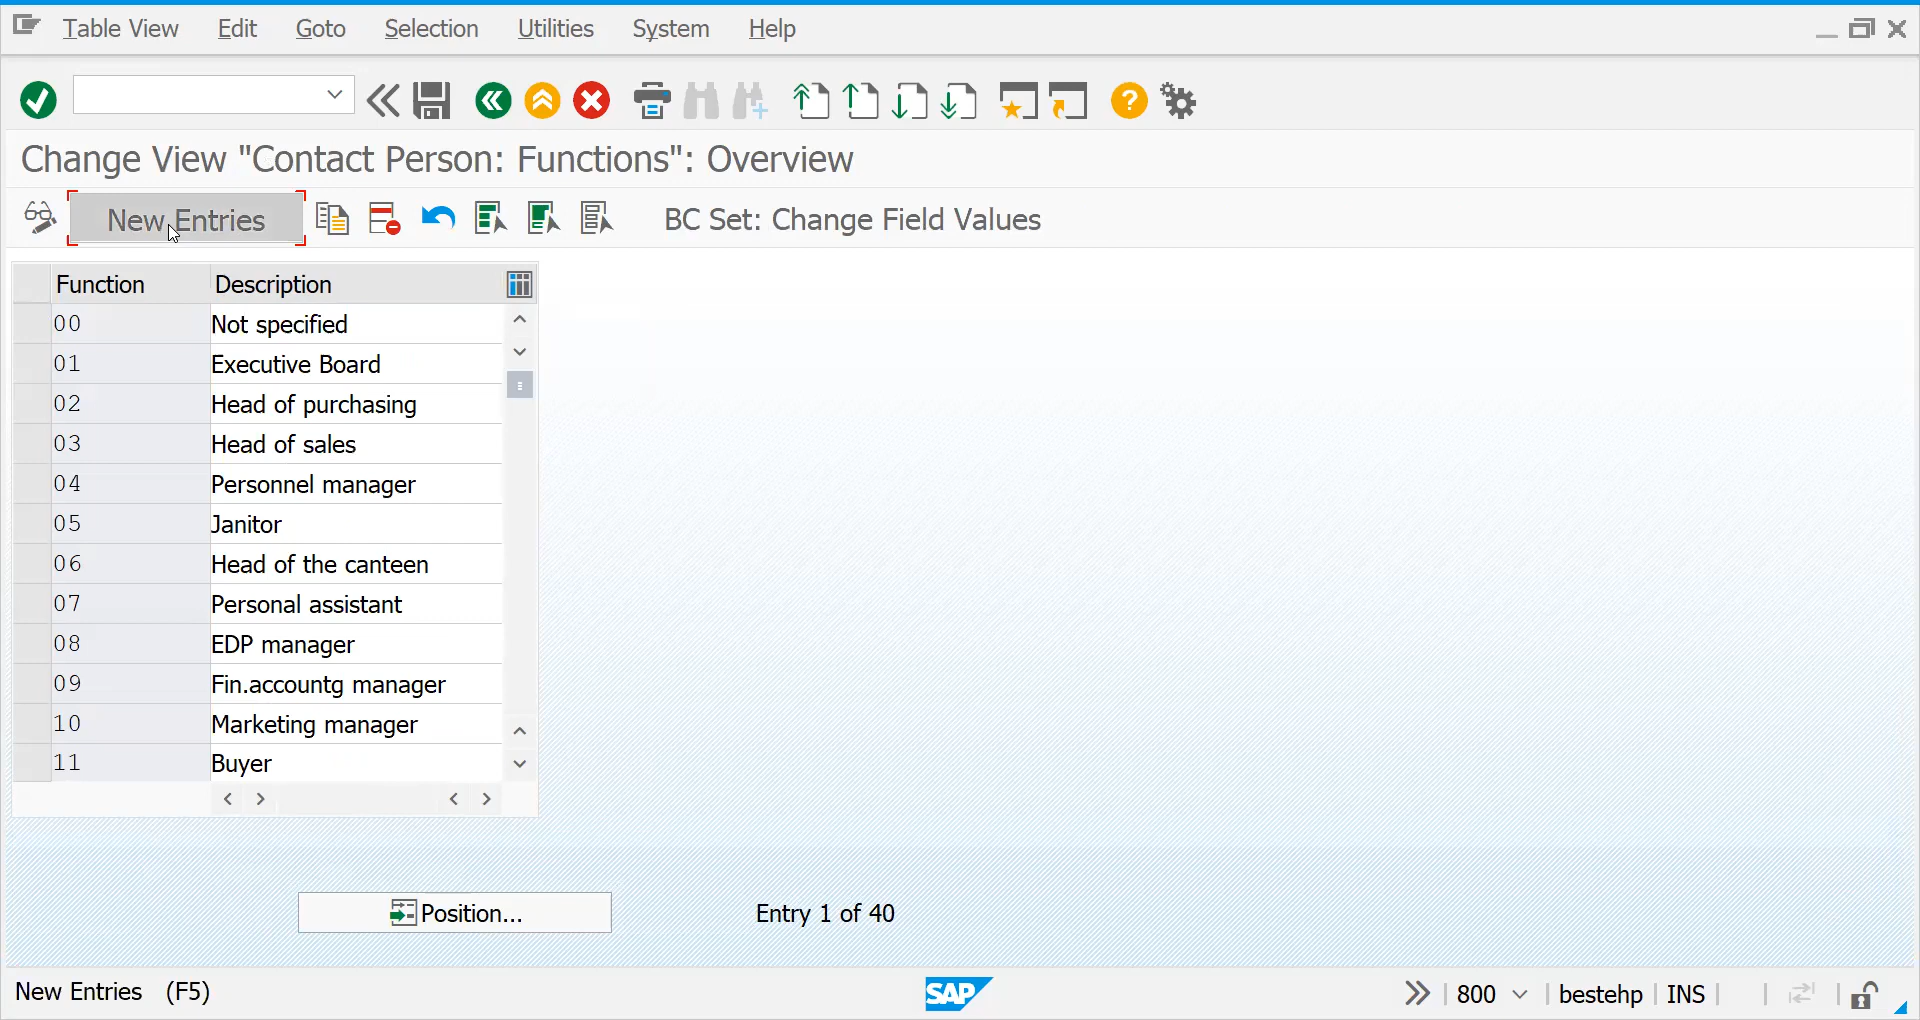 Table View Edit Goto Selection Utilities System Help
Change View "Contact Person: Functions": Overview
New Entries BC Set: Change Field Values
Function Description
00 Not specified
01 Executive Board
02 Head of purchasing
03 Head of sales
04 Personnel manager
05 Janitor
06 Head of the canteen
07 Personal assistant
08 EDP manager
09 Fin.accountg manager
10 Marketing manager
11 Buyer
Position... Entry 1 of 40
New Entries (F5) SAP 800 bestehp INS